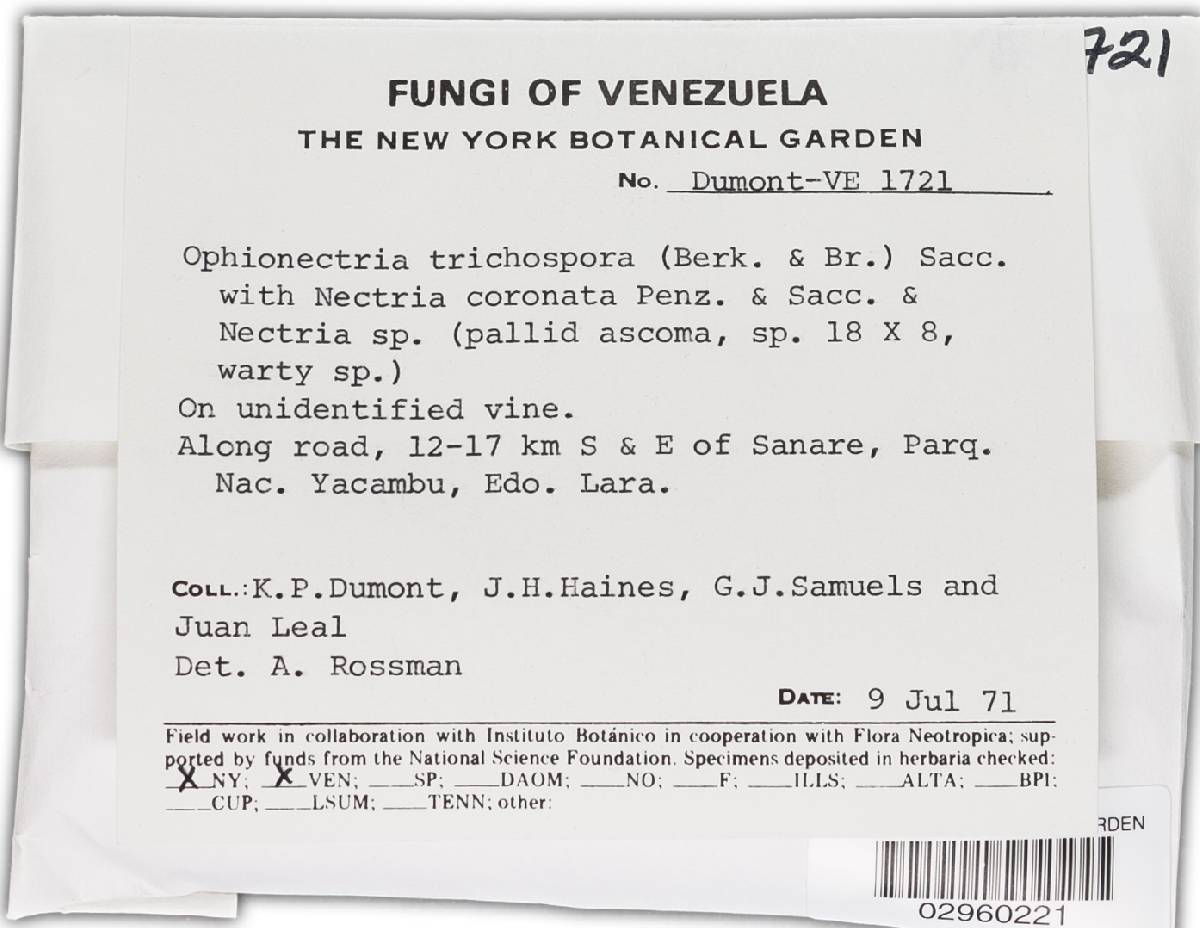 721
FUNGI OF VENEZUELA
THE NEW YORK BOTANICAL GARDEN
No. Dumont-VE 1721
Ophionectria trichospora (Berk. & Br.) Sacc.
with Nectria coronata Penz. & Sacc. &
Nectria sp. (pallid ascoma, sp. 18 X 8,
warty sp.)
On unidentified vine.
Along road, 12-17 km S & E of Sanare, Parq.
Nac. Yacambu, Edo. Lara.
COLL.: K.P.Dumont, J.H.Haines, G.J.Samuels and
Juan Leal
Det. A. Rossman
DATE: 9 Jul 71
Field work in collaboration with Instituto Botánico in cooperation with Flora Neotropica; sup-
ported by funds from the National Science Foundation. Specimens deposited in herbaria checked:
X NY; X VEN; ___SP; ___DAOM; ___NO; ___F; ___ILLS; ___ALTA; ___BPI;
___CUP; ___LSUM; ___TENN; other:
RDEN
02960221